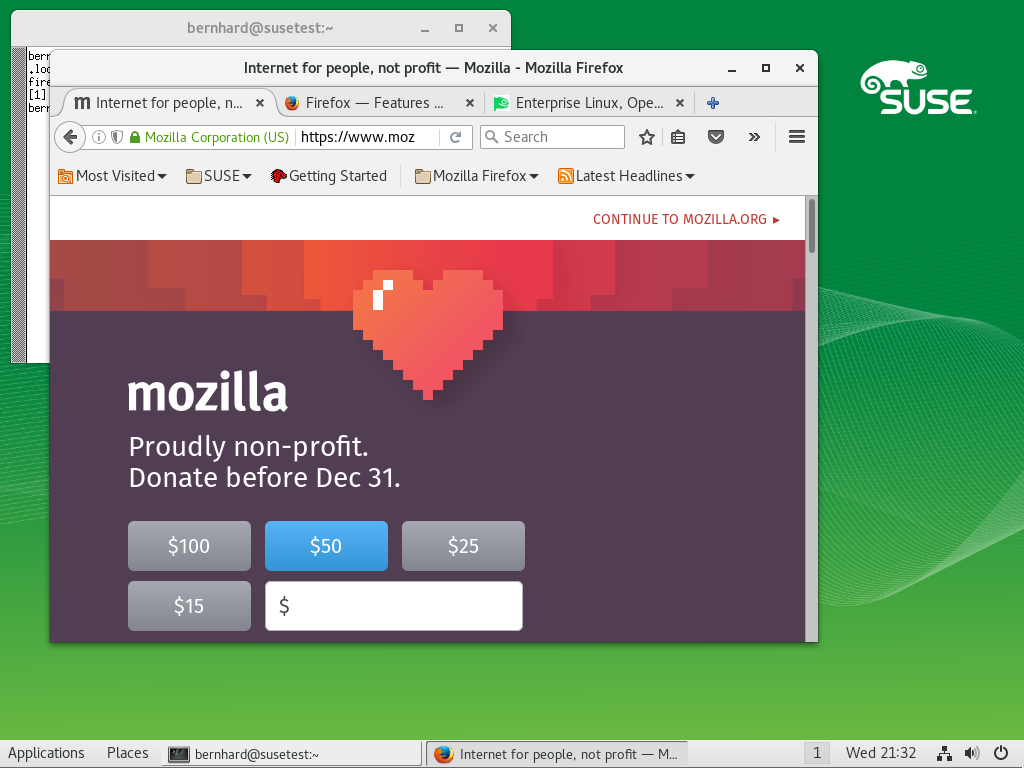 bernhard@susetest:~
bern
.loc
fire
[1]
bern
Internet for people, not profit — Mozilla - Mozilla Firefox
Internet for people, n...
Firefox — Features ...
Enterprise Linux, Ope...
Mozilla Corporation (US)
https://www.moz
Search
Most Visited
SUSE
Getting Started
Mozilla Firefox
Latest Headlines
CONTINUE TO MOZILLA.ORG ▸
mozilla
Proudly non-profit.
Donate before Dec 31.
$100 $50 $25
$15 $
SUSE
Applications Places bernhard@susetest:~ Internet for people, not profit — M... 1 Wed 21:32